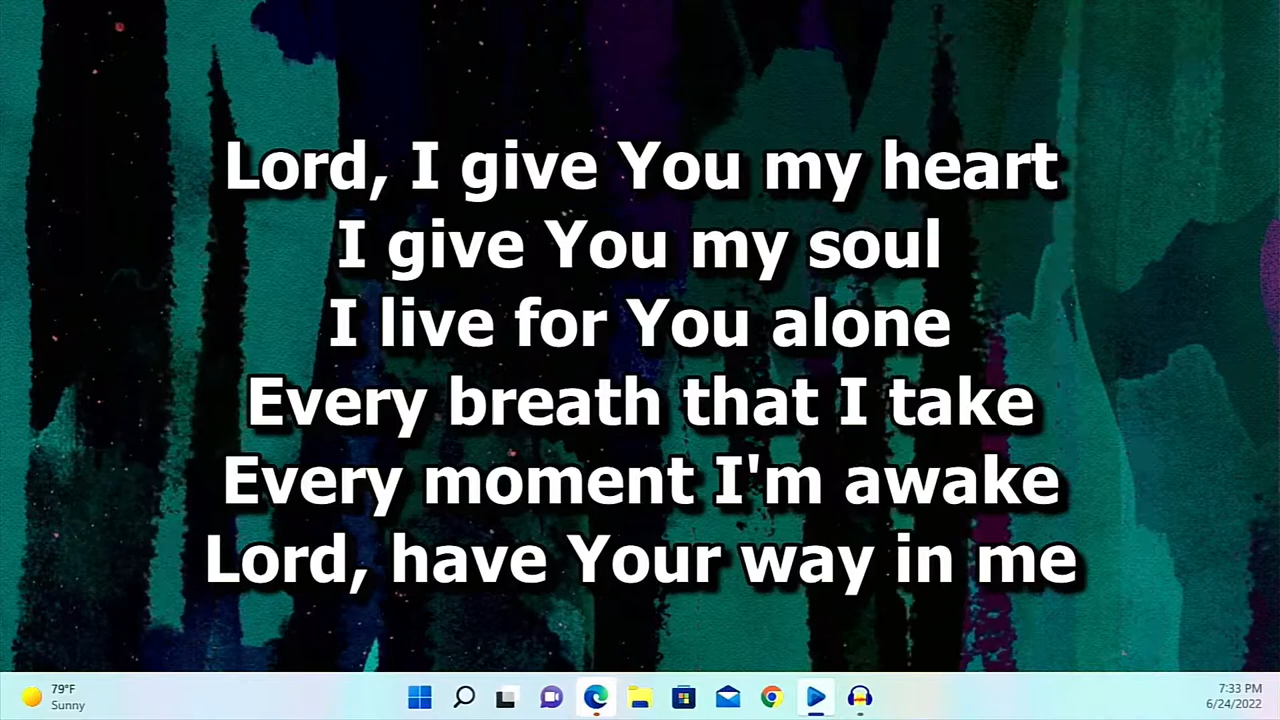 Lord, I give You my heart
I give You my soul
I live for You alone
Every breath that I take
Every moment I'm awake
Lord, have Your way in me
79°F
Sunny
7:33 PM
6/24/2022